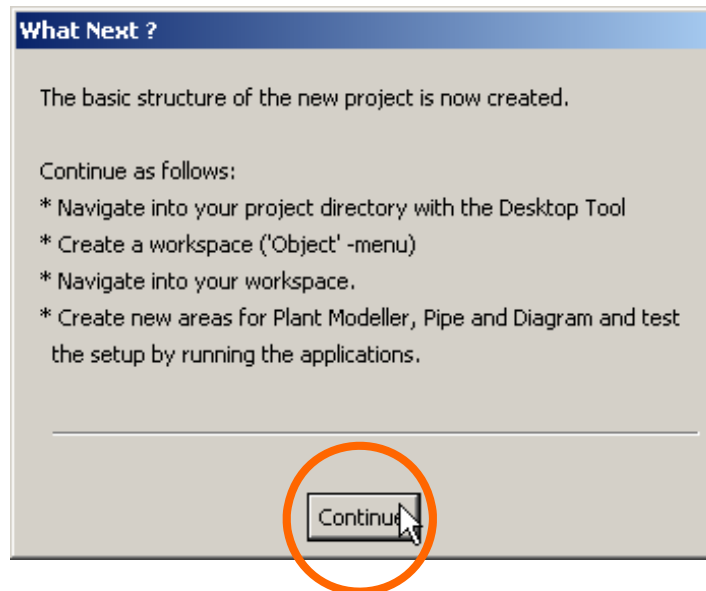 What Next ?
The basic structure of the new project is now created.
Continue as follows:
* Navigate into your project directory with the Desktop Tool
* Create a workspace ('Object' -menu)
* Navigate into your workspace.
* Create new areas for Plant Modeller, Pipe and Diagram and test
the setup by running the applications.
Continue